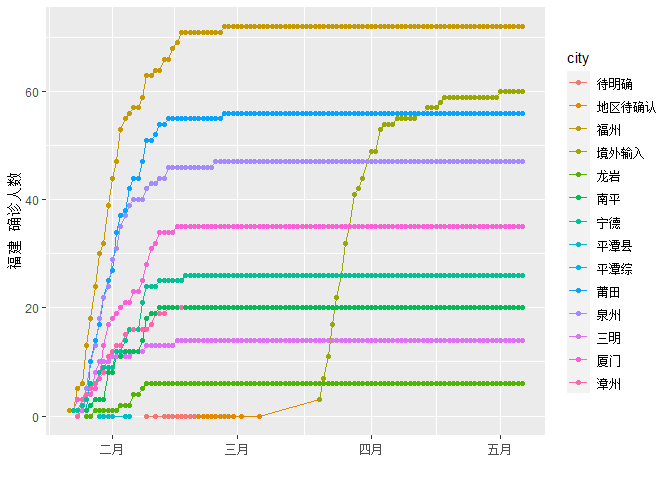 福建 确诊人数
60
40
20
0
二月
三月
四月
五月
city
待明确
地区待确认
福州
境外输入
龙岩
南平
宁德
平潭县
平潭综
莆田
泉州
三明
厦门
漳州